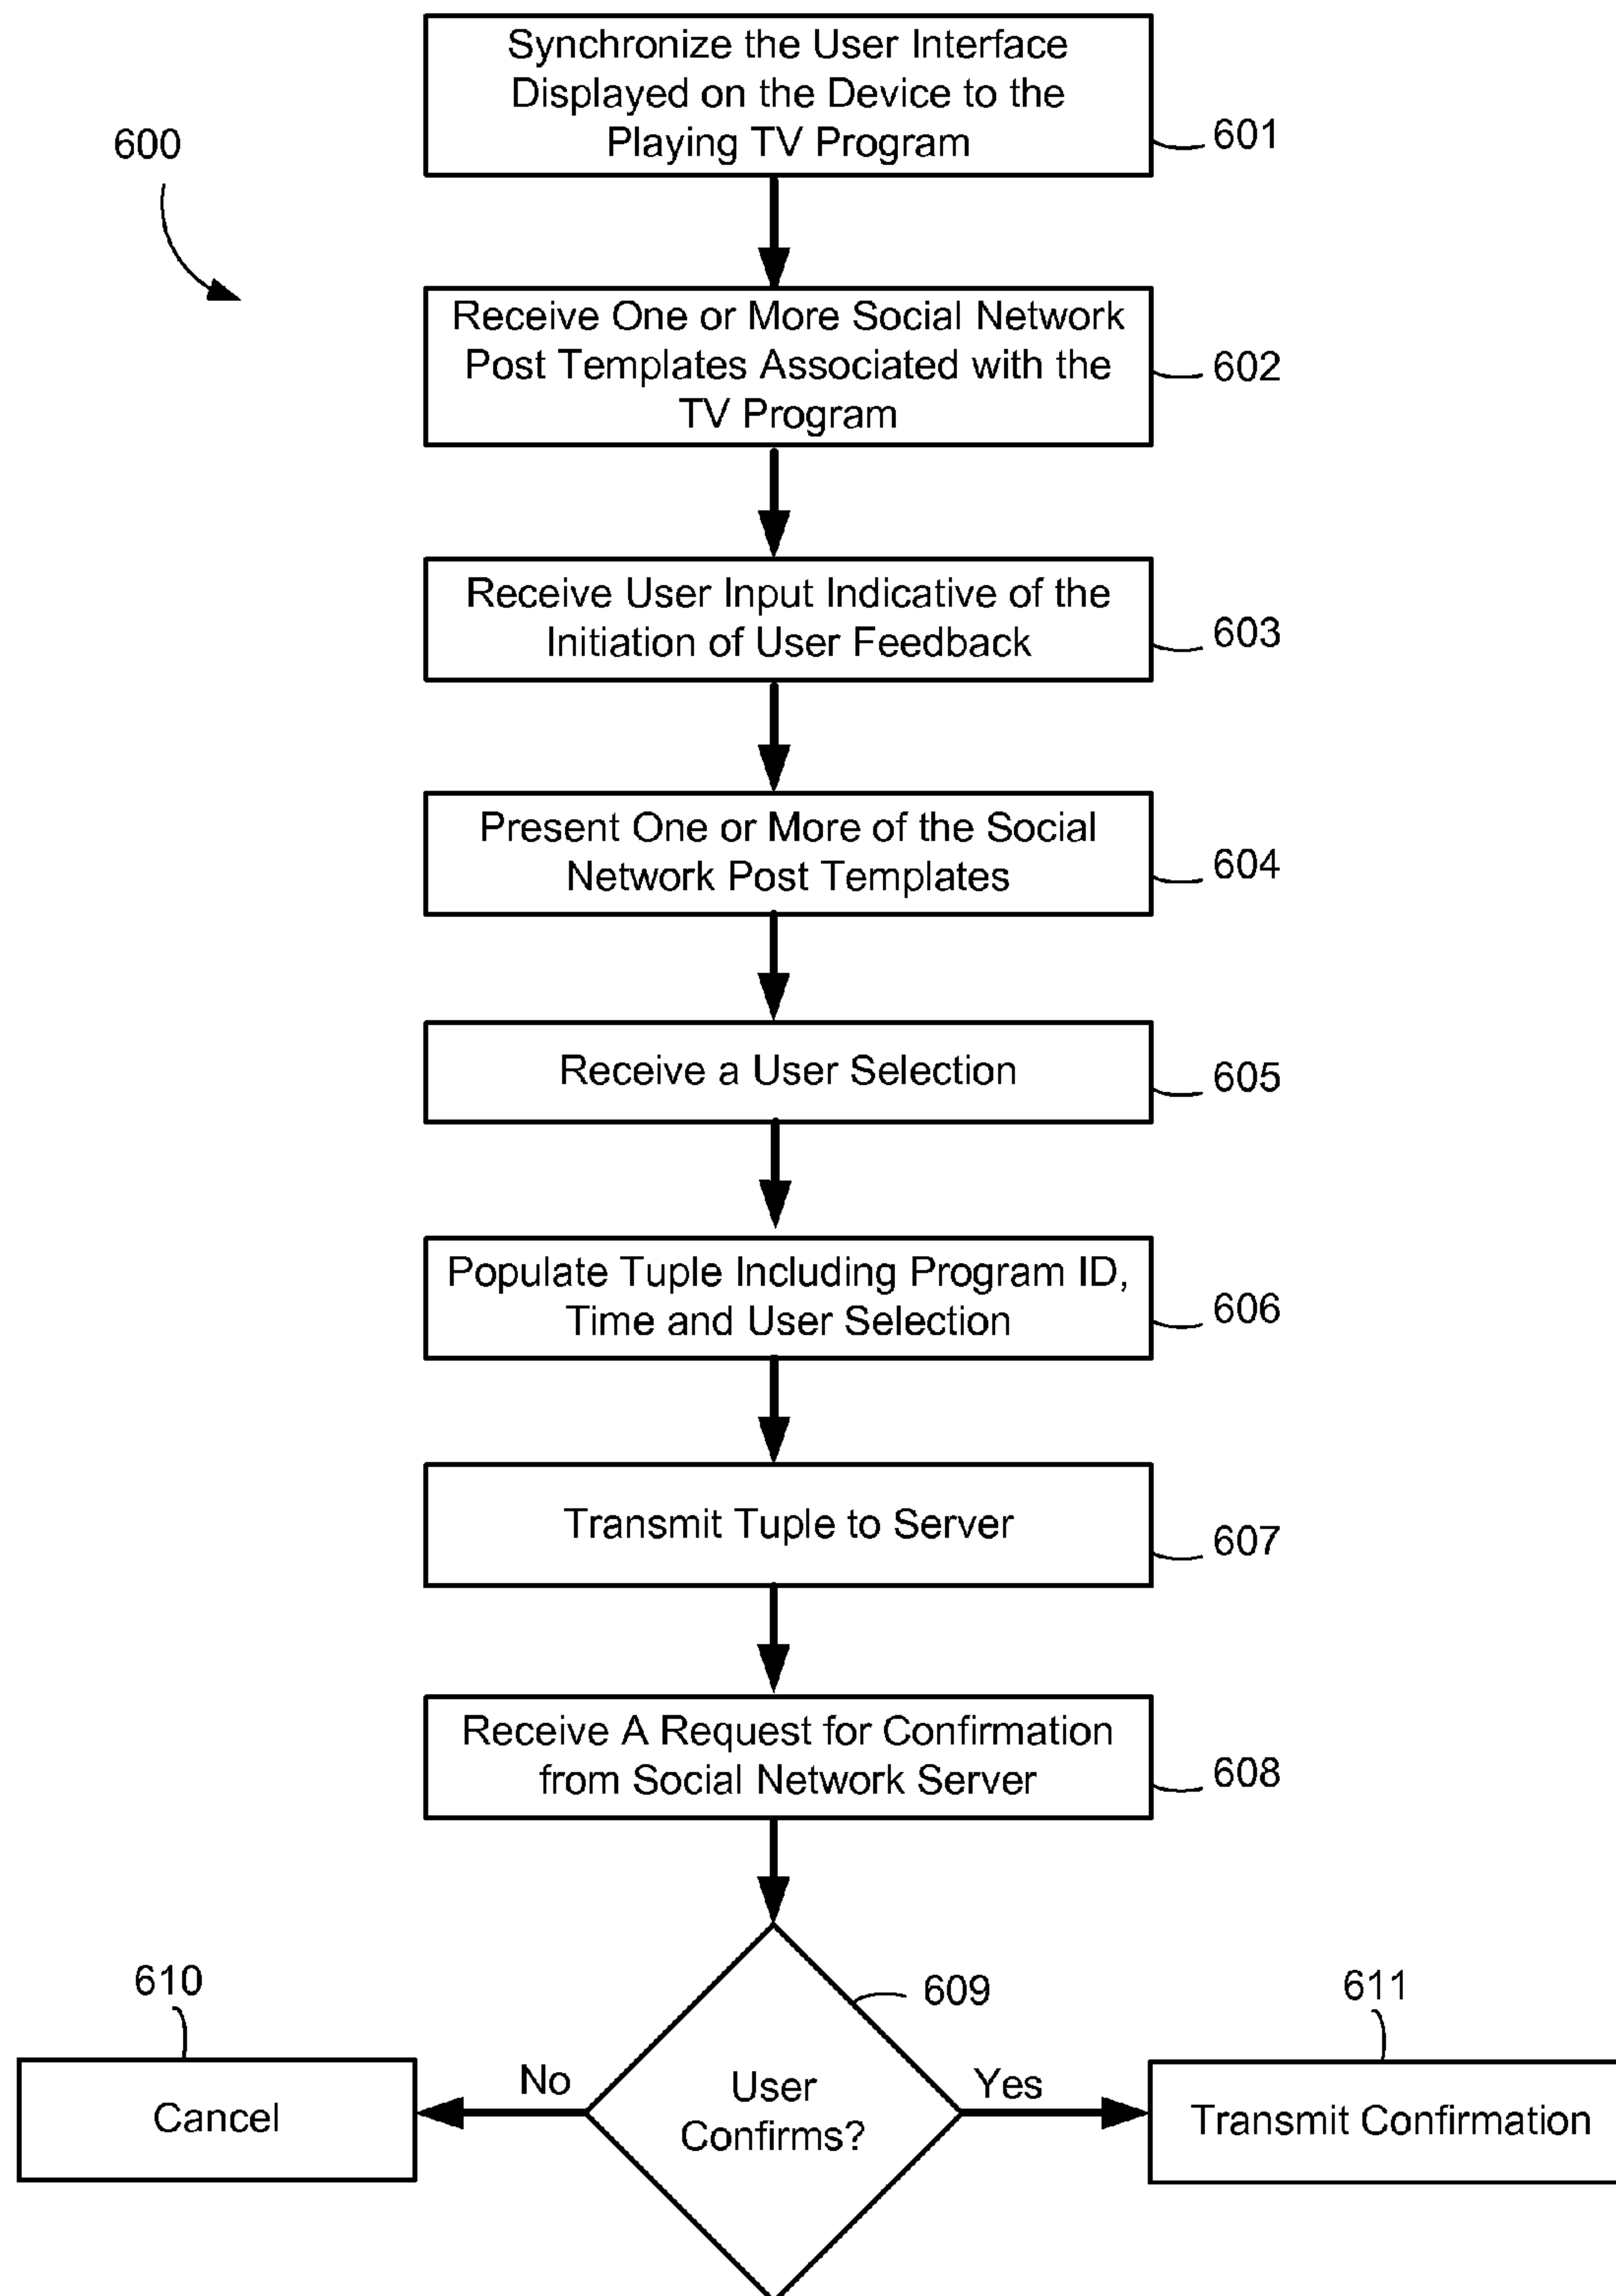 600
Synchronize the User Interface
Displayed on the Device to the
Playing TV Program
601
Receive One or More Social Network
Post Templates Associated with the
TV Program
602
Receive User Input Indicative of the
Initiation of User Feedback
603
Present One or More of the Social
Network Post Templates
604
Receive a User Selection
605
Populate Tuple Including Program ID,
Time and User Selection
606
Transmit Tuple to Server
607
Receive A Request for Confirmation
from Social Network Server
608
609
User
Confirms?
No
610
Cancel
Yes
611
Transmit Confirmation